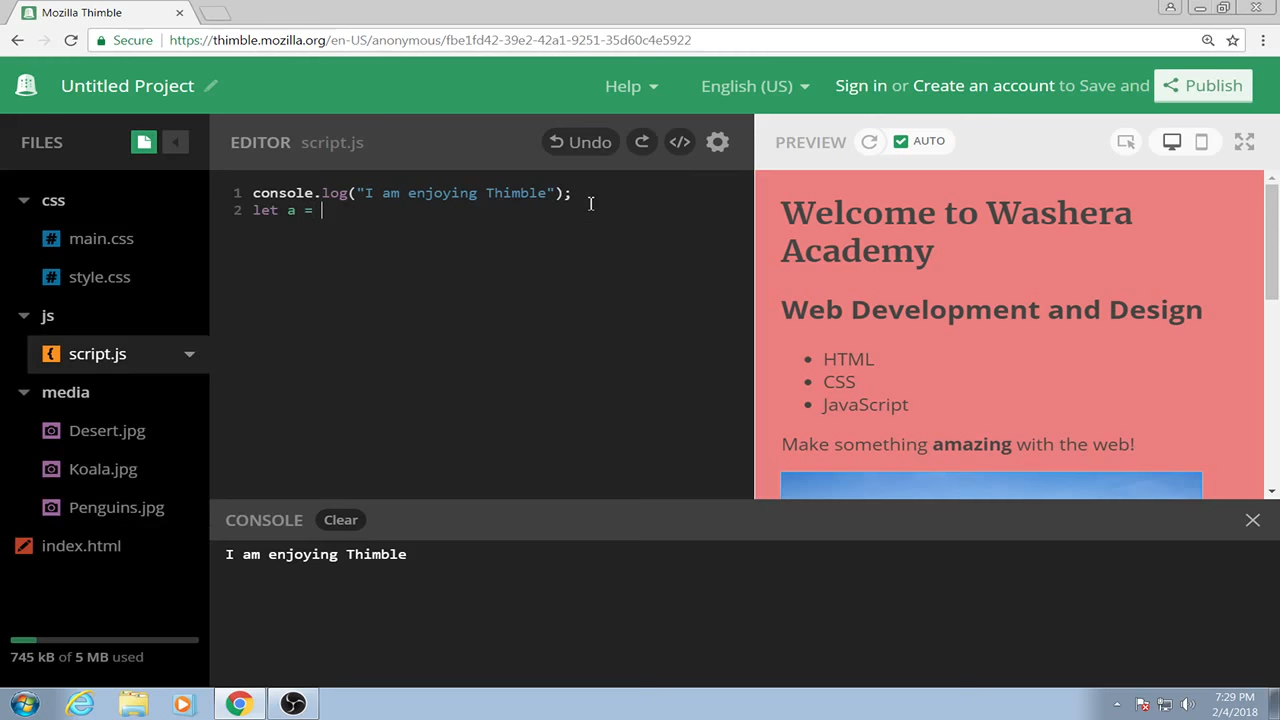 Mozilla Thimble
Secure | https://thimble.mozilla.org/en-US/anonymous/fbe1fd42-39e2-42a1-9251-35d60c4e5922
Untitled Project
Help
English (US)
Sign in or Create an account to Save and
Publish
FILES
EDITOR script.js
Undo
PREVIEW
AUTO
css
main.css
style.css
js
script.js
media
Desert.jpg
Koala.jpg
Penguins.jpg
index.html
745 kB of 5 MB used
1 console.log("I am enjoying Thimble");
2 let a =
Welcome to Washera
Academy
Web Development and Design
• HTML
• CSS
• JavaScript
Make something amazing with the web!
CONSOLE
Clear
I am enjoying Thimble
7:29 PM
2/4/2018